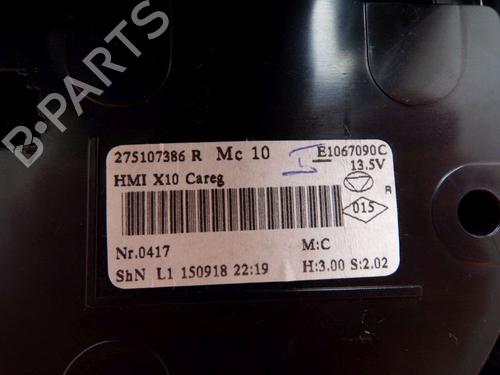 B-PARTS
275107386 R Mc 10 I E1067090C
13.5V
HMI X10 Careg
R
015
Nr.0417 M:C
ShN L1 150918 22:19 H:3.00 S:2.02